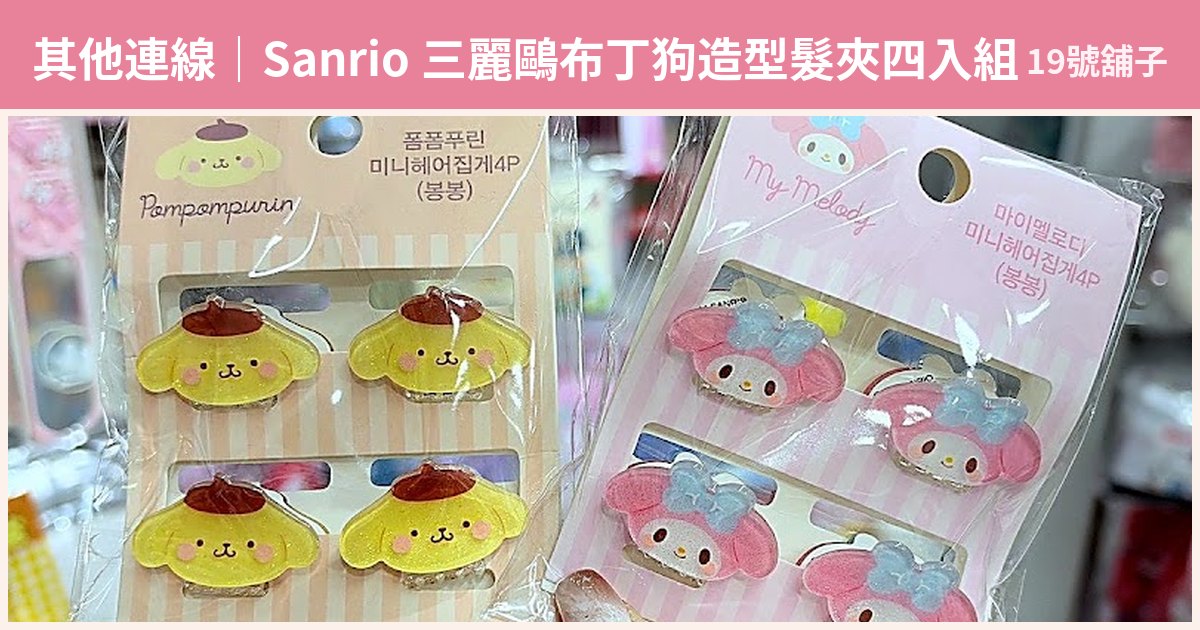 其他連線｜Sanrio 三麗鷗布丁狗造型髮夾四入組 19號舖子
폼폼푸린
미니헤어집게4P
(봉봉)
Pompompurin
My Melody
마이멜로디
미니헤어집게4P
(봉봉)